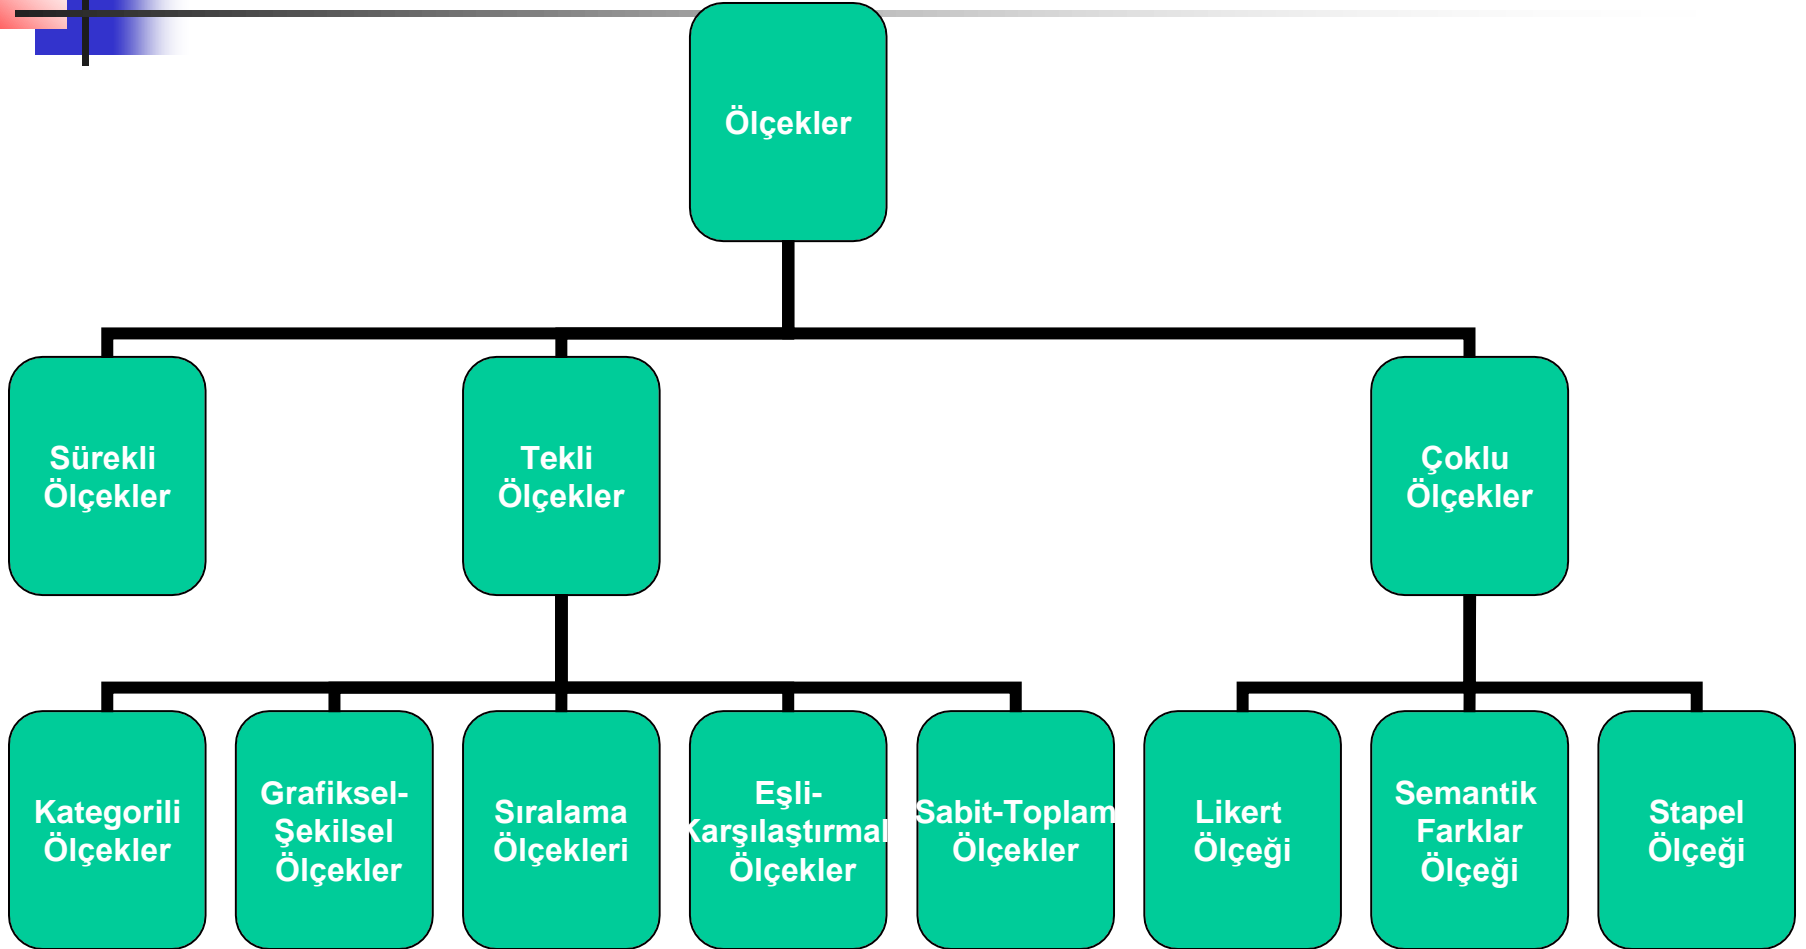 Ölçekler
Sürekli
Ölçekler
Tekli
Ölçekler
Çoklu
Ölçekler
Kategorili
Ölçekler
Grafiksel-
Şekilsel
Ölçekler
Sıralama
Ölçekleri
Eşli-
Karşılaştırmal
Ölçekler
Sabit-Toplam
Ölçekler
Likert
Ölçeği
Semantik
Farklar
Ölçeği
Stapel
Ölçeği